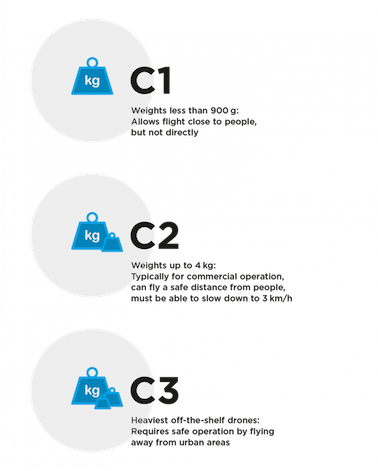 kg
C1
Weights less than 900 g:
Allows flight close to people,
but not directly
kg
C2
Weights up to 4 kg:
Typically for commercial operation,
can fly a safe distance from people,
must be able to slow down to 3 km/h
kg
C3
Heaviest off-the-shelf drones:
Requires safe operation by flying
away from urban areas